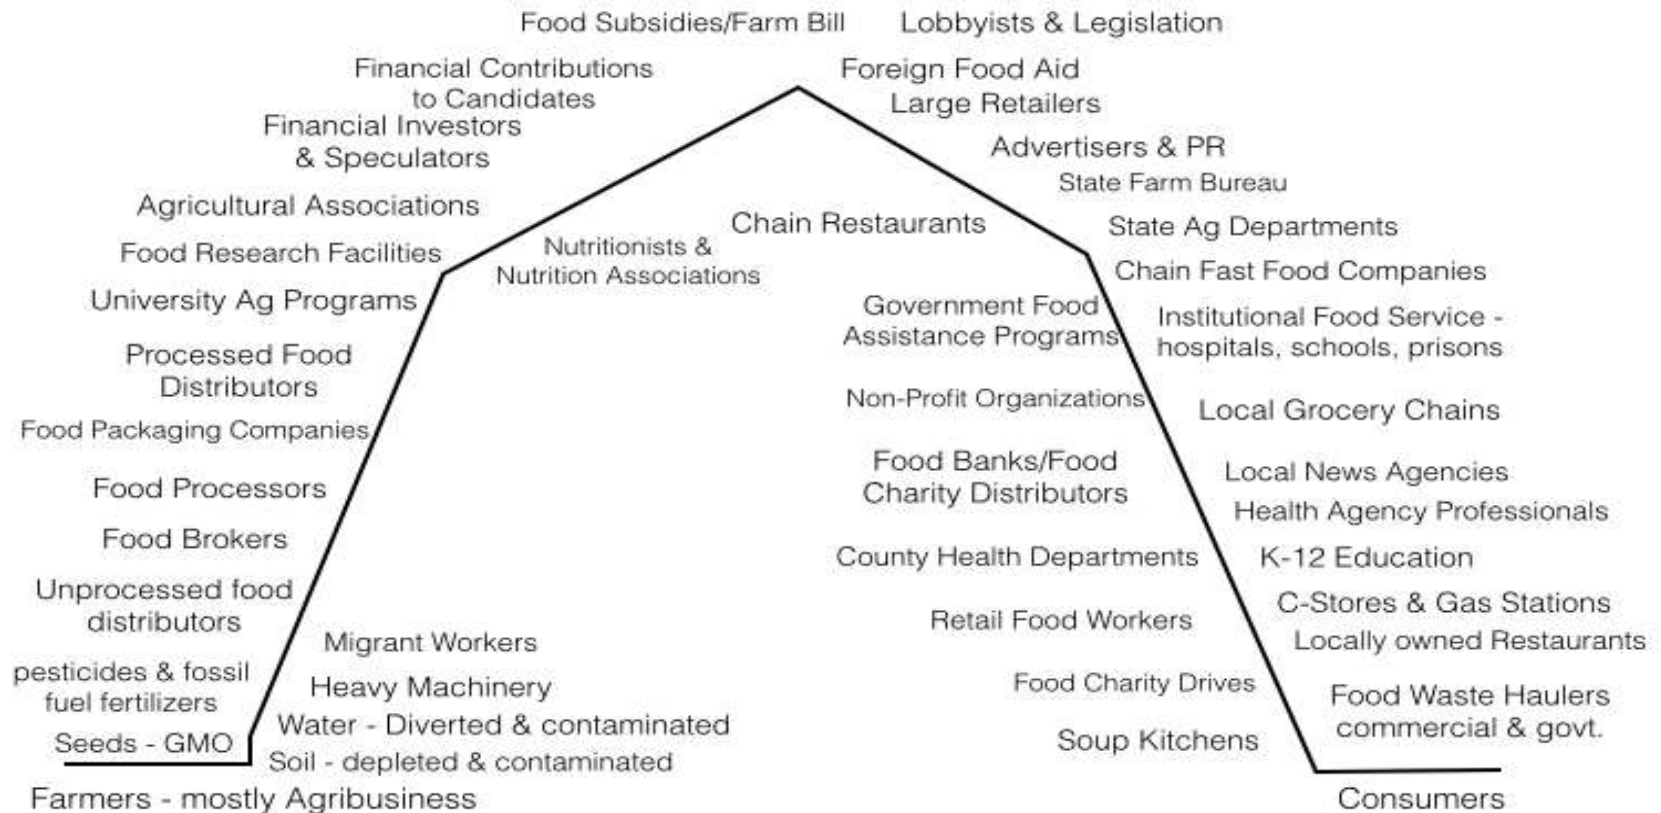 Food Subsidies/Farm Bill
Lobbyists & Legislation
Financial Contributions
to Candidates
Foreign Food Aid
Large Retailers
Financial Investors
& Speculators
Advertisers & PR
State Farm Bureau
Agricultural Associations
Chain Restaurants
State Ag Departments
Food Research Facilities
Nutritionists &
Nutrition Associations
Chain Fast Food Companies
University Ag Programs
Government Food
Assistance Programs
Institutional Food Service -
hospitals, schools, prisons
Processed Food
Distributors
Non-Profit Organizations
Local Grocery Chains
Food Packaging Companies
Food Banks/Food
Charity Distributors
Local News Agencies
Food Processors
Health Agency Professionals
Food Brokers
County Health Departments
K-12 Education
Unprocessed food
distributors
C-Stores & Gas Stations
Retail Food Workers
Migrant Workers
Locally owned Restaurants
pesticides & fossil
fuel fertilizers
Heavy Machinery
Food Charity Drives
Food Waste Haulers
commercial & govt.
Water - Diverted & contaminated
Seeds - GMO
Soup Kitchens
Soil - depleted & contaminated
Farmers - mostly Agribusiness
Consumers